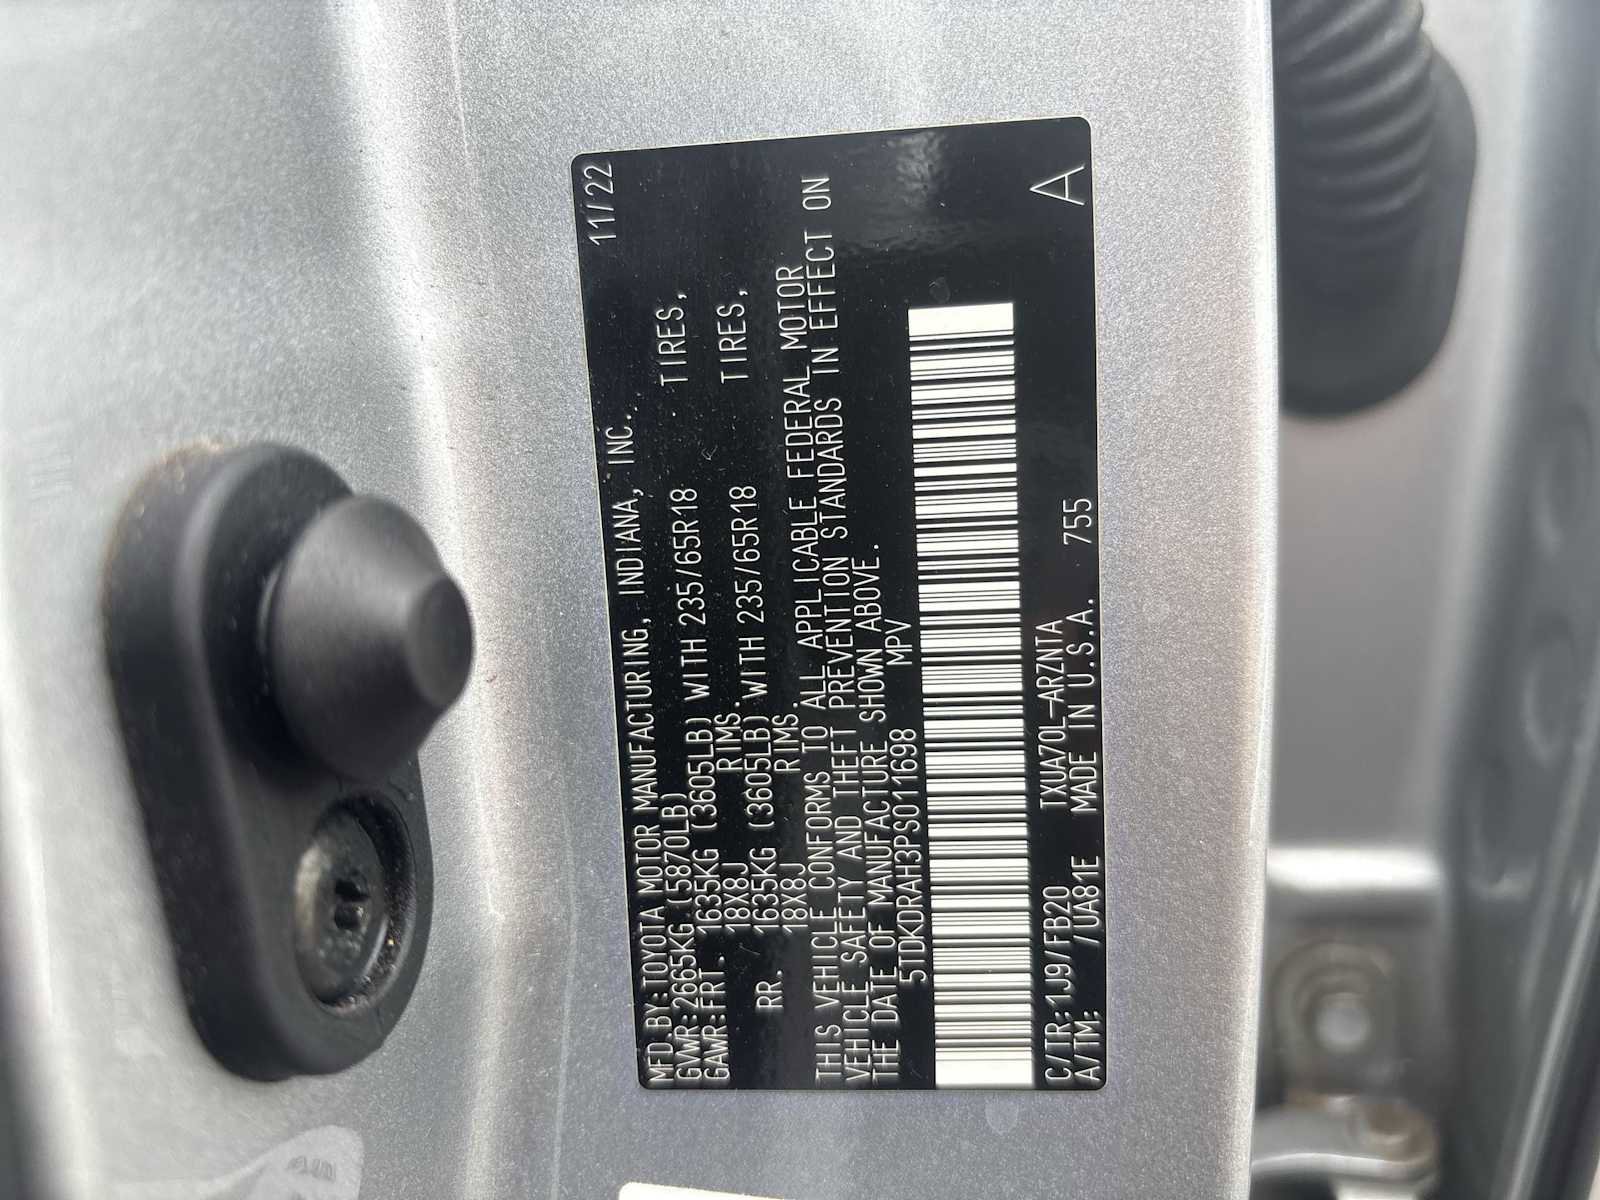 MFD.BY:TOYOTA MOTOR MANUFACTURING, INDIANA, INC. 11/22
GVWR:2665KG (5870LB)
GAWR:FRT. 1635KG (3605LB) WITH 235/65R18 TIRES,
18X8J RIMS.
RR. 1635KG (3605LB) WITH 235/65R18 TIRES,
18X8J RIMS.
THIS VEHICLE CONFORMS TO ALL APPLICABLE FEDERAL MOTOR
VEHICLE SAFETY AND THEFT PREVENTION STANDARDS IN EFFECT ON
THE DATE OF MANUFACTURE SHOWN ABOVE.
5TDKDRAH3PS011698 MPV
C/TR:1J9/FB20 TXUA70L-ARZNTA
A/TM: /UA81E MADE IN U.S.A. 755 A